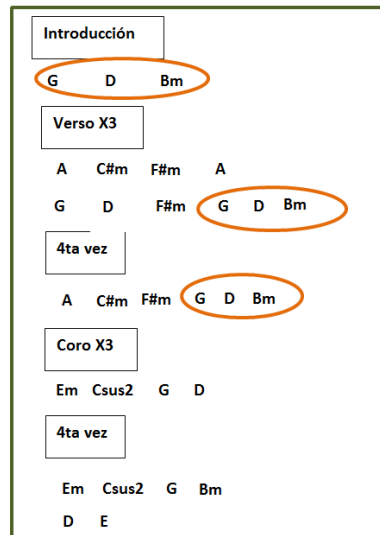 Introducción
G D Bm
Verso X3
A C#m F#m A
G D F#m G D Bm
4ta vez
A C#m F#m G D Bm
Coro X3
Em Csus2 G D
4ta vez
Em Csus2 G Bm
D E